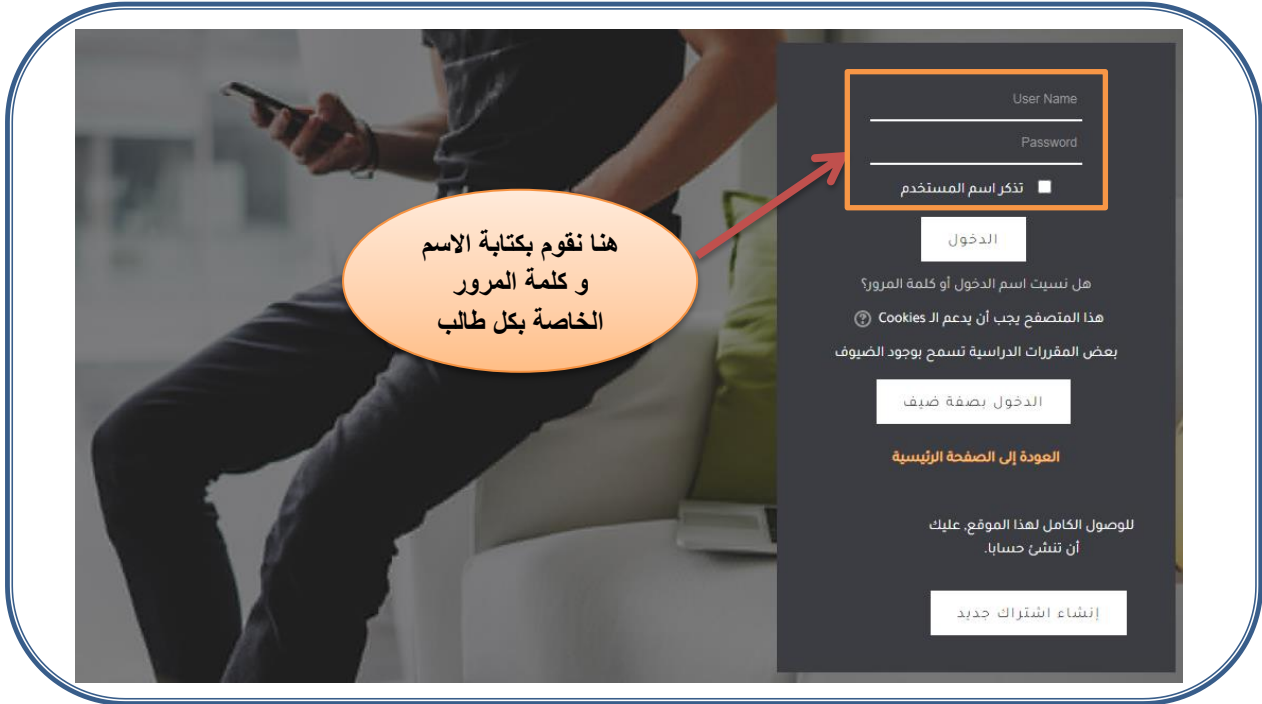 User Name
Password
تذكر اسم المستخدم
الدخول
هل نسيت اسم الدخول أو كلمة المرور؟
هذا المتصفح يجب أن يدعم الـ Cookies ?
بعض المقررات الدراسية تسمح بوجود الضيوف
الدخول بصفة ضيف
العودة إلى الصفحة الرئيسية
للوصول الكامل لهذا الموقع, عليك
أن تنشئ حسابا.
إنشاء اشتراك جديد
هنا نقوم بكتابة الاسم
و كلمة المرور
الخاصة بكل طالب